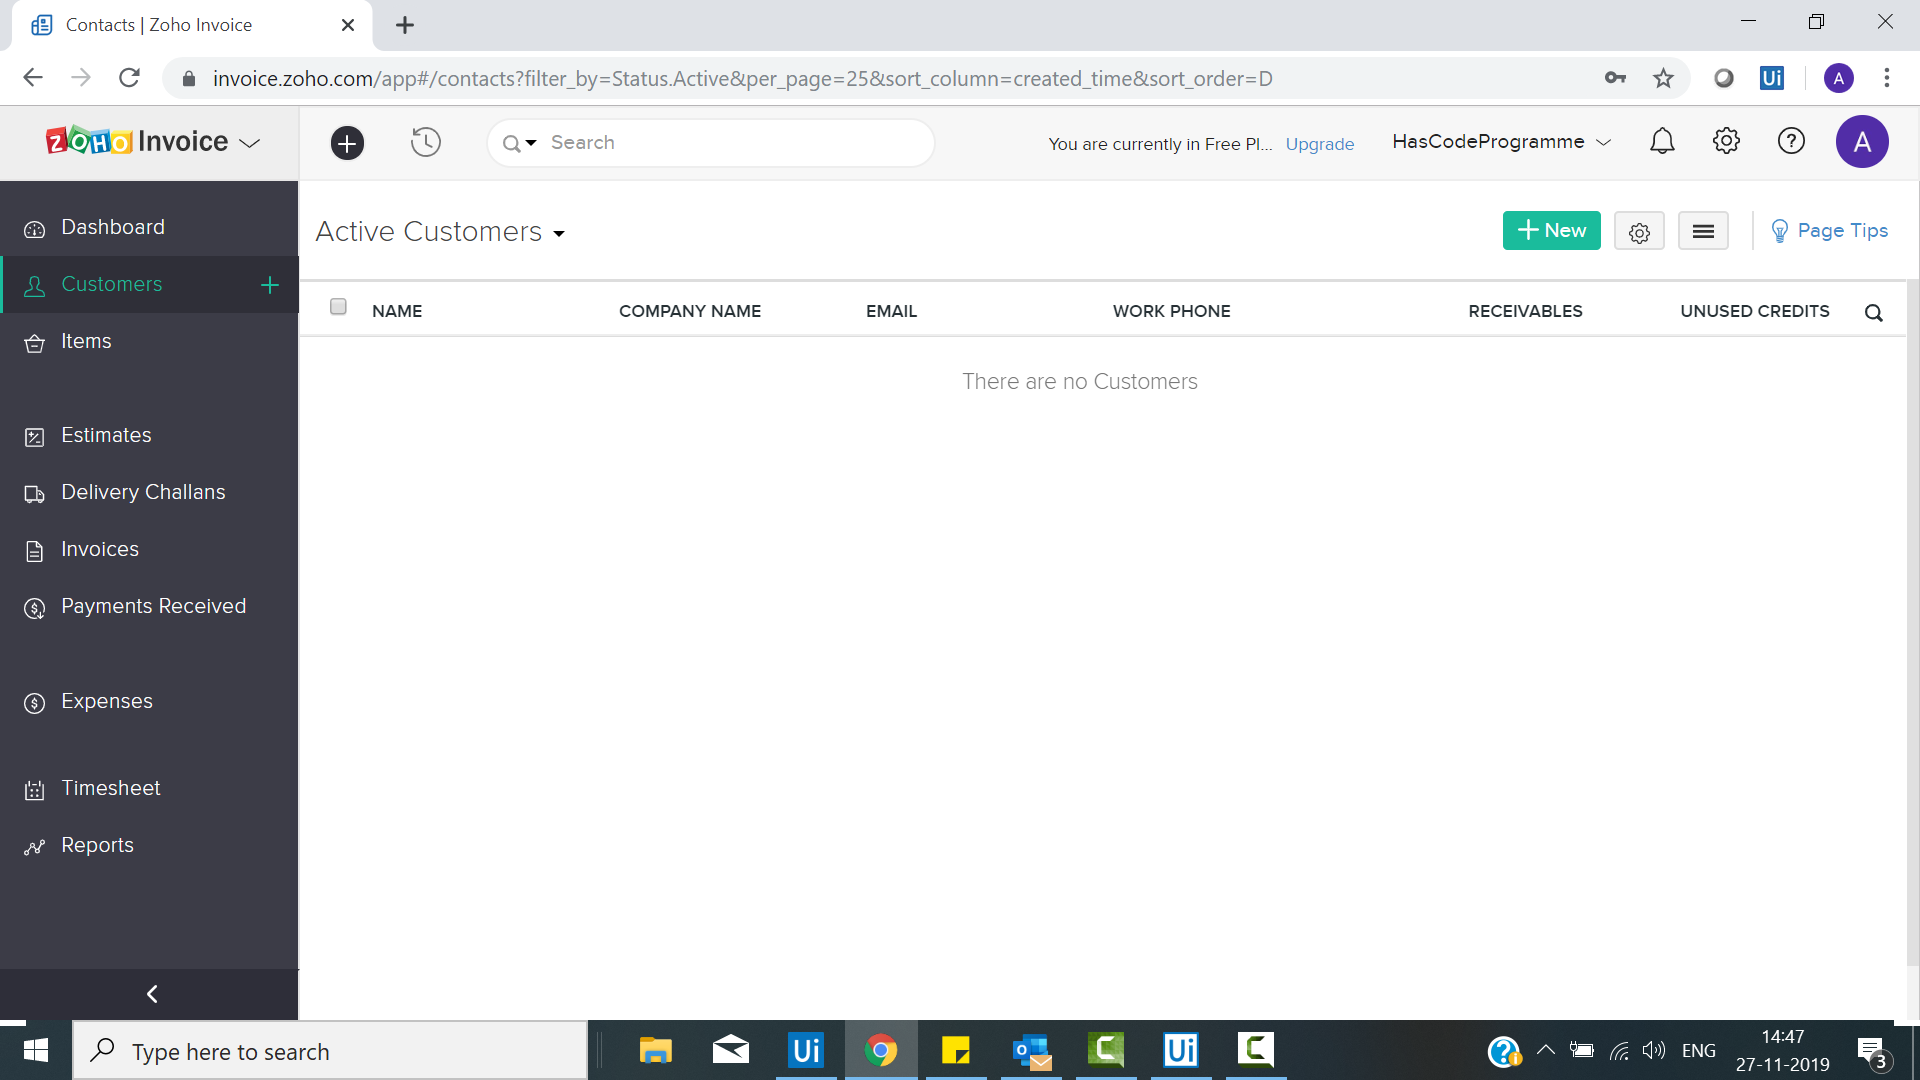 Contacts | Zoho Invoice
invoice.zoho.com/app#/contacts?filter_by=Status.Active&per_page=25&sort_column=created_time&sort_order=D
Ui
A
ZOHO Invoice
Search
You are currently in Free Pl... Upgrade
HasCodeProgramme
A
Dashboard
Customers
Items
Estimates
Delivery Challans
Invoices
Payments Received
Expenses
Timesheet
Reports
Active Customers
New
Page Tips
NAME COMPANY NAME EMAIL WORK PHONE RECEIVABLES UNUSED CREDITS
There are no Customers
Type here to search
Ui
Ui
ENG
14:47
27-11-2019
3